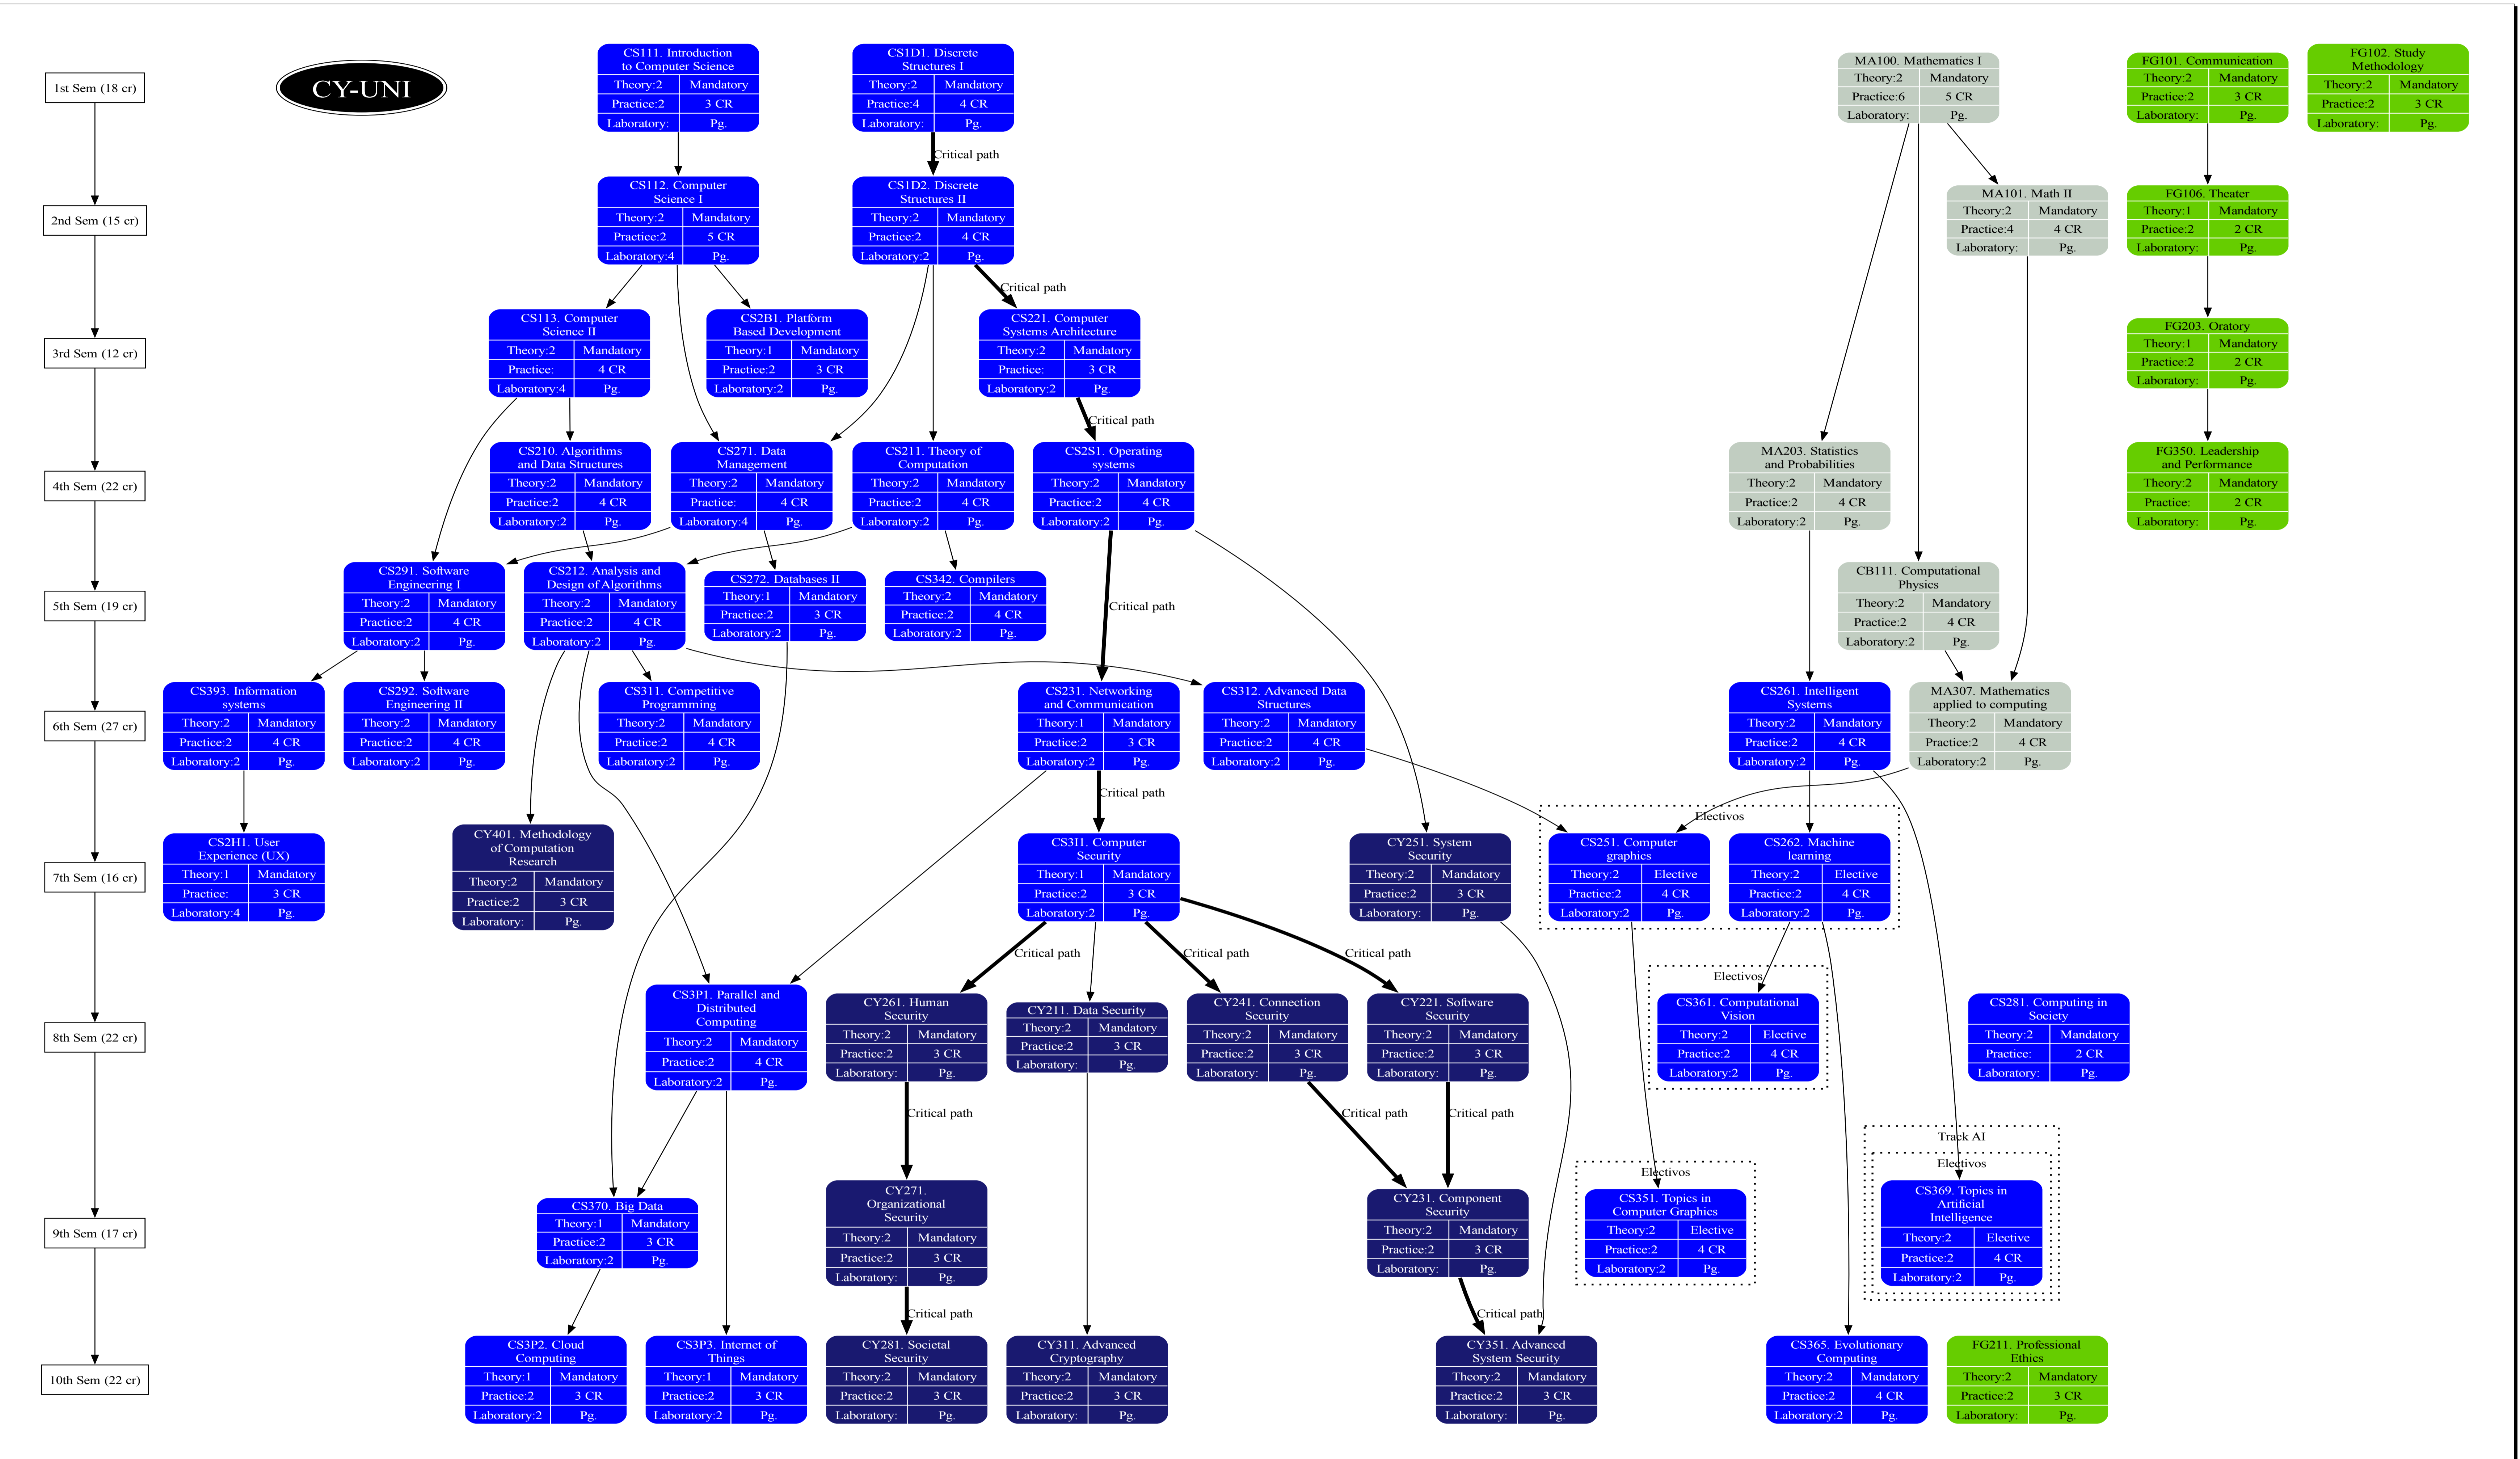 1st Sem (18 cr)
CY-UNI
CS111. Introduction
to Computer Science
Theory:2 Mandatory
Practice:2 3 CR
Laboratory: Pg.
CS1D1. Discrete
Structures I
Theory:2 Mandatory
Practice:4 4 CR
Laboratory: Pg.
MA100. Mathematics I
Theory:2 Mandatory
Practice:6 5 CR
Laboratory: Pg.
FG101. Communication
Theory:2 Mandatory
Practice:2 3 CR
Laboratory: Pg.
FG102. Study
Methodology
Theory:2 Mandatory
Practice:2 3 CR
Laboratory: Pg.
Critical path
2nd Sem (15 cr)
CS112. Computer
Science I
Theory:2 Mandatory
Practice:2 5 CR
Laboratory:4 Pg.
CS1D2. Discrete
Structures II
Theory:2 Mandatory
Practice:2 4 CR
Laboratory:2 Pg.
MA101. Math II
Theory:2 Mandatory
Practice:4 4 CR
Laboratory: Pg.
FG106. Theater
Theory:1 Mandatory
Practice:2 2 CR
Laboratory: Pg.
Critical path
3rd Sem (12 cr)
CS113. Computer
Science II
Theory:2 Mandatory
Practice: 4 CR
Laboratory:4 Pg.
CS2B1. Platform
Based Development
Theory:1 Mandatory
Practice:2 3 CR
Laboratory:2 Pg.
CS221. Computer
Systems Architecture
Theory:2 Mandatory
Practice: 3 CR
Laboratory:2 Pg.
FG203. Oratory
Theory:1 Mandatory
Practice:2 2 CR
Laboratory: Pg.
Critical path
4th Sem (22 cr)
CS210. Algorithms
and Data Structures
Theory:2 Mandatory
Practice:2 4 CR
Laboratory:2 Pg.
CS271. Data
Management
Theory:2 Mandatory
Practice: 4 CR
Laboratory:4 Pg.
CS211. Theory of
Computation
Theory:2 Mandatory
Practice:2 4 CR
Laboratory:2 Pg.
CS2S1. Operating
systems
Theory:2 Mandatory
Practice:2 4 CR
Laboratory:2 Pg.
MA203. Statistics
and Probabilities
Theory:2 Mandatory
Practice:2 4 CR
Laboratory:2 Pg.
FG350. Leadership
and Performance
Theory:2 Mandatory
Practice: 2 CR
Laboratory: Pg.
5th Sem (19 cr)
CS291. Software
Engineering I
Theory:2 Mandatory
Practice:2 4 CR
Laboratory:2 Pg.
CS212. Analysis and
Design of Algorithms
Theory:2 Mandatory
Practice:2 4 CR
Laboratory:2 Pg.
CS272. Databases II
Theory:1 Mandatory
Practice:2 3 CR
Laboratory:2 Pg.
CS342. Compilers
Theory:2 Mandatory
Practice:2 4 CR
Laboratory:2 Pg.
Critical path
CB111. Computational
Physics
Theory:2 Mandatory
Practice:2 4 CR
Laboratory:2 Pg.
6th Sem (27 cr)
CS393. Information
systems
Theory:2 Mandatory
Practice:2 4 CR
Laboratory:2 Pg.
CS292. Software
Engineering II
Theory:2 Mandatory
Practice:2 4 CR
Laboratory:2 Pg.
CS311. Competitive
Programming
Theory:2 Mandatory
Practice:2 4 CR
Laboratory:2 Pg.
CS231. Networking
and Communication
Theory:1 Mandatory
Practice:2 3 CR
Laboratory:2 Pg.
CS312. Advanced Data
Structures
Theory:2 Mandatory
Practice:2 4 CR
Laboratory:2 Pg.
CS261. Intelligent
Systems
Theory:2 Mandatory
Practice:2 4 CR
Laboratory:2 Pg.
MA307. Mathematics
applied to computing
Theory:2 Mandatory
Practice:2 4 CR
Laboratory:2 Pg.
Critical path
Electivos
7th Sem (16 cr)
CS2H1. User
Experience (UX)
Theory:1 Mandatory
Practice: 3 CR
Laboratory:4 Pg.
CY401. Methodology
of Computation
Research
Theory:2 Mandatory
Practice:2 3 CR
Laboratory: Pg.
CS3I1. Computer
Security
Theory:1 Mandatory
Practice:2 3 CR
Laboratory:2 Pg.
CY251. System
Security
Theory:2 Mandatory
Practice:2 3 CR
Laboratory: Pg.
CS251. Computer
graphics
Theory:2 Elective
Practice:2 4 CR
Laboratory:2 Pg.
CS262. Machine
learning
Theory:2 Elective
Practice:2 4 CR
Laboratory:2 Pg.
Critical path
Critical path
Critical path
Electivos
8th Sem (22 cr)
CS3P1. Parallel and
Distributed
Computing
Theory:2 Mandatory
Practice:2 4 CR
Laboratory:2 Pg.
CY261. Human
Security
Theory:2 Mandatory
Practice:2 3 CR
Laboratory: Pg.
CY211. Data Security
Theory:2 Mandatory
Practice:2 3 CR
Laboratory: Pg.
CY241. Connection
Security
Theory:2 Mandatory
Practice:2 3 CR
Laboratory: Pg.
CY221. Software
Security
Theory:2 Mandatory
Practice:2 3 CR
Laboratory: Pg.
CS361. Computational
Vision
Theory:2 Elective
Practice:2 4 CR
Laboratory:2 Pg.
CS281. Computing in
Society
Theory:2 Mandatory
Practice: 2 CR
Laboratory: Pg.
Critical path
Critical path
Critical path
Track AI
Electivos
Electivos
9th Sem (17 cr)
CS370. Big Data
Theory:1 Mandatory
Practice:2 3 CR
Laboratory:2 Pg.
CY271.
Organizational
Security
Theory:2 Mandatory
Practice:2 3 CR
Laboratory: Pg.
CY231. Component
Security
Theory:2 Mandatory
Practice:2 3 CR
Laboratory: Pg.
CS351. Topics in
Computer Graphics
Theory:2 Elective
Practice:2 4 CR
Laboratory:2 Pg.
CS369. Topics in
Artificial
Intelligence
Theory:2 Elective
Practice:2 4 CR
Laboratory:2 Pg.
Critical path
Critical path
10th Sem (22 cr)
CS3P2. Cloud
Computing
Theory:1 Mandatory
Practice:2 3 CR
Laboratory:2 Pg.
CS3P3. Internet of
Things
Theory:1 Mandatory
Practice:2 3 CR
Laboratory:2 Pg.
CY281. Societal
Security
Theory:2 Mandatory
Practice:2 3 CR
Laboratory: Pg.
CY311. Advanced
Cryptography
Theory:2 Mandatory
Practice:2 3 CR
Laboratory: Pg.
CY351. Advanced
System Security
Theory:2 Mandatory
Practice:2 3 CR
Laboratory: Pg.
CS365. Evolutionary
Computing
Theory:2 Mandatory
Practice:2 4 CR
Laboratory:2 Pg.
FG211. Professional
Ethics
Theory:2 Mandatory
Practice:2 3 CR
Laboratory: Pg.